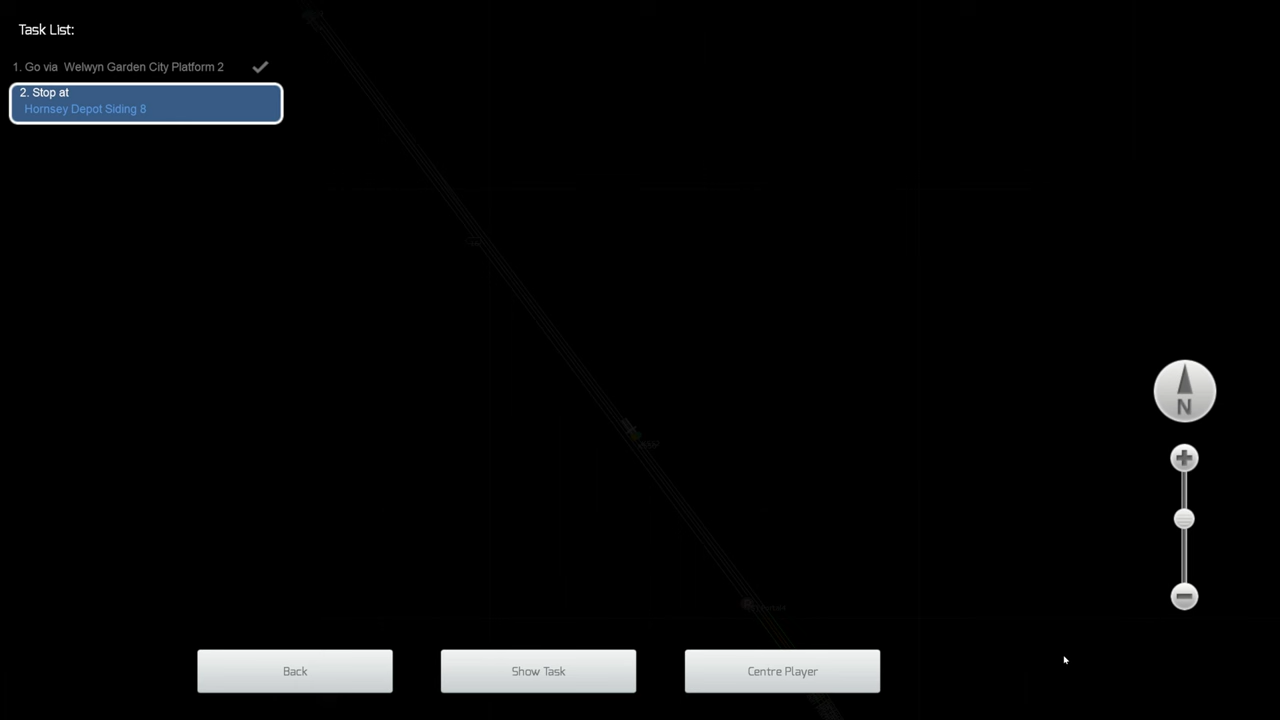 Task List:
1. Go via Welwyn Garden City Platform 2
2. Stop at
Hornsey Depot Siding 8
N
Back
Show Task
Centre Player